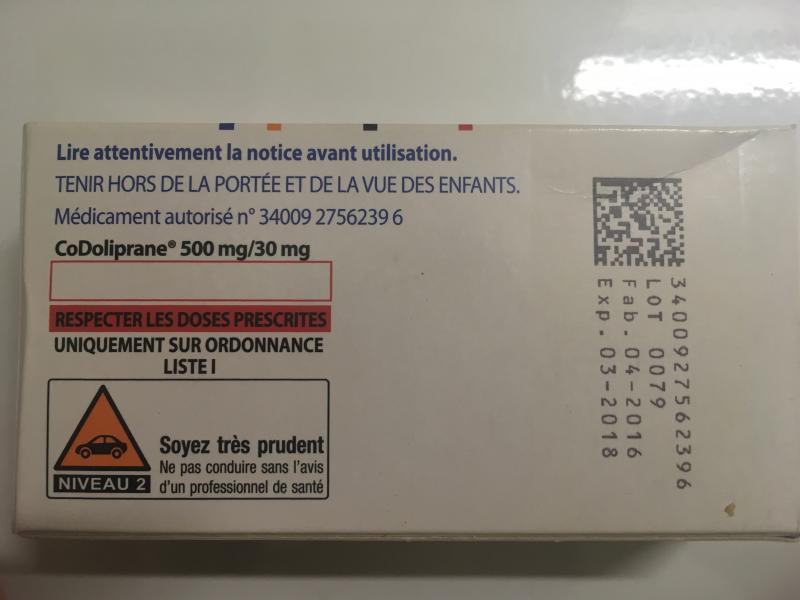 Lire attentivement la notice avant utilisation.
TENIR HORS DE LA PORTÉE ET DE LA VUE DES ENFANTS.
Médicament autorisé n° 34009 2756239 6
CoDoliprane® 500 mg/30 mg
RESPECTER LES DOSES PRESCRITES
UNIQUEMENT SUR ORDONNANCE
LISTE I
Soyez très prudent
Ne pas conduire sans l'avis
d'un professionnel de santé
NIVEAU 2
3400927562396
LOT 0079
Fab. 04-2016
Exp. 03-2018